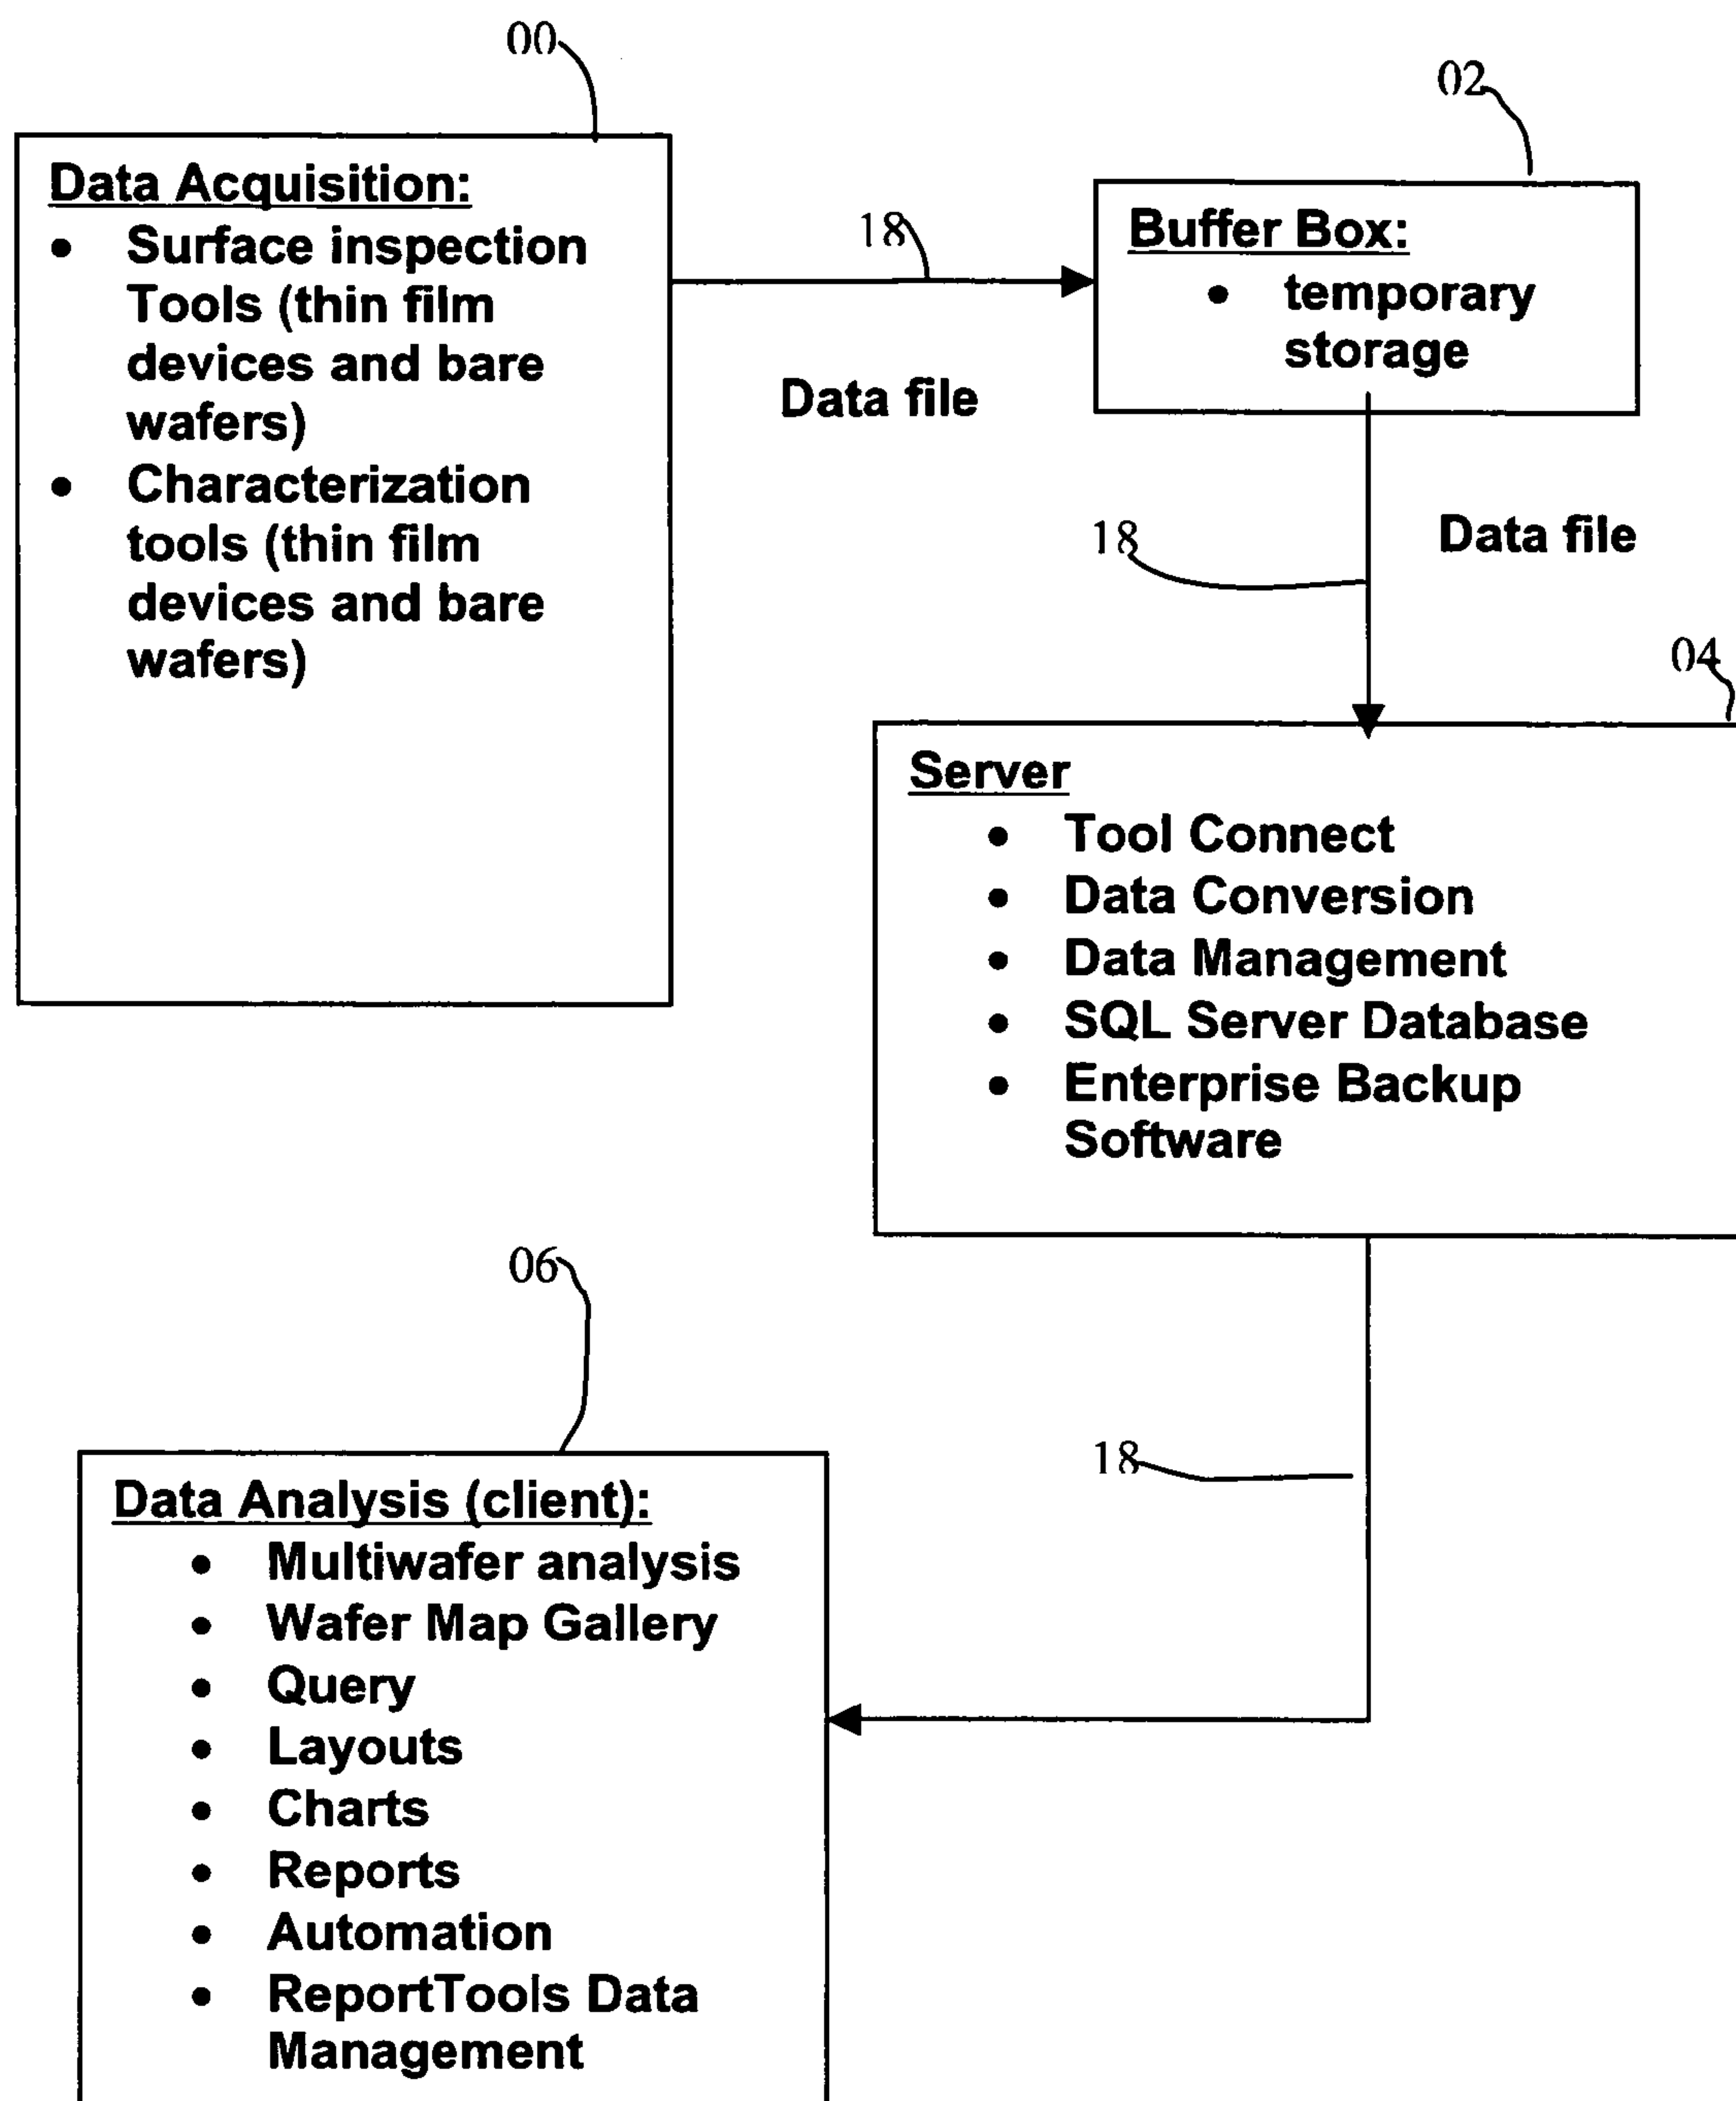 00
Data Acquisition:
• Surface inspection
Tools (thin film
devices and bare
wafers)
• Characterization
tools (thin film
devices and bare
wafers)
18
Data file
02
Buffer Box:
• temporary
storage
18
Data file
04
Server
• Tool Connect
• Data Conversion
• Data Management
• SQL Server Database
• Enterprise Backup
Software
18
06
Data Analysis (client):
• Multiwafer analysis
• Wafer Map Gallery
• Query
• Layouts
• Charts
• Reports
• Automation
• ReportTools Data
Management